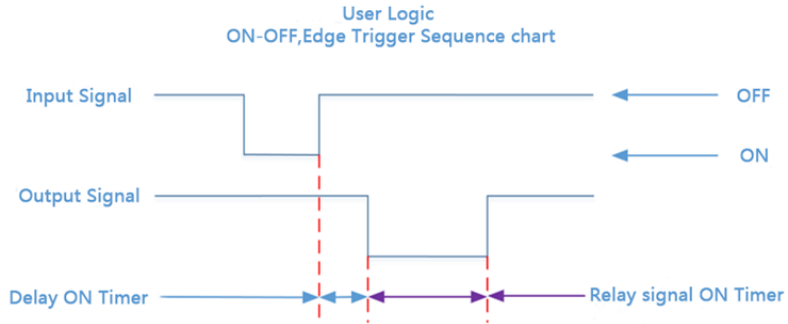 User Logic
ON-OFF,Edge Trigger Sequence chart
Input Signal
OFF
ON
Output Signal
Delay ON Timer
Relay signal ON Timer